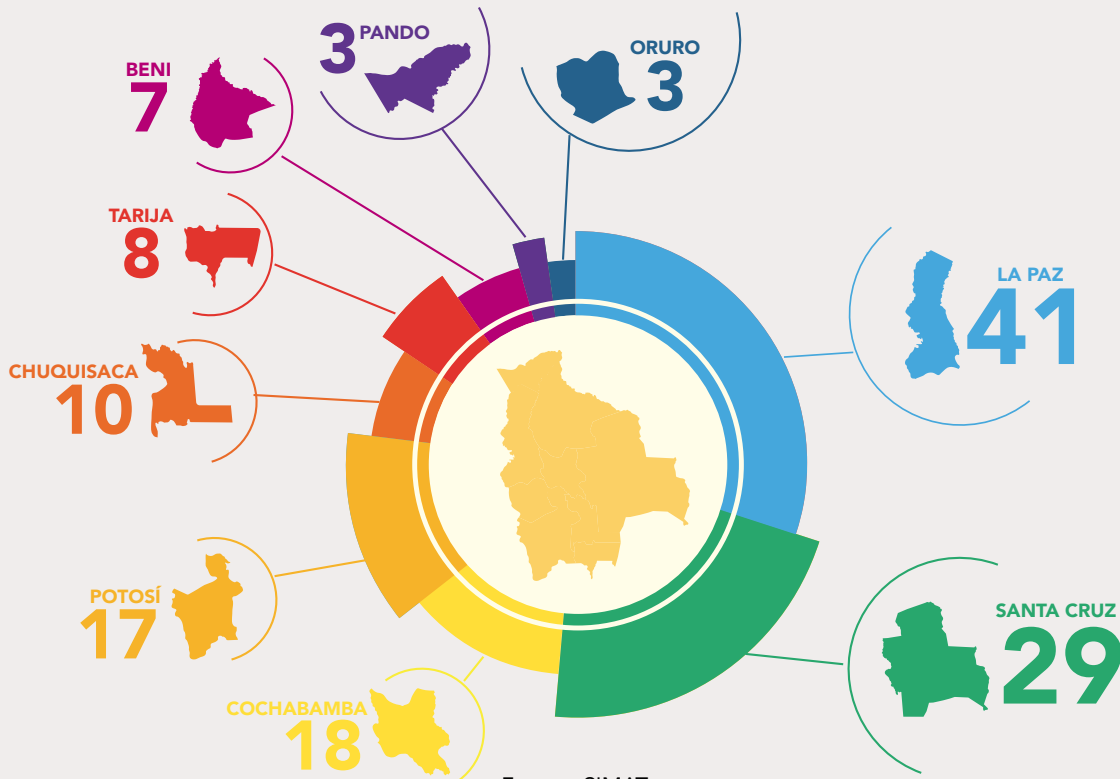 PANDO
3
ORURO
3
BENI
7
TARIJA
8
LA PAZ
41
CHUQUISACA
10
POTOSÍ
17
SANTA CRUZ
29
COCHABAMBA
18